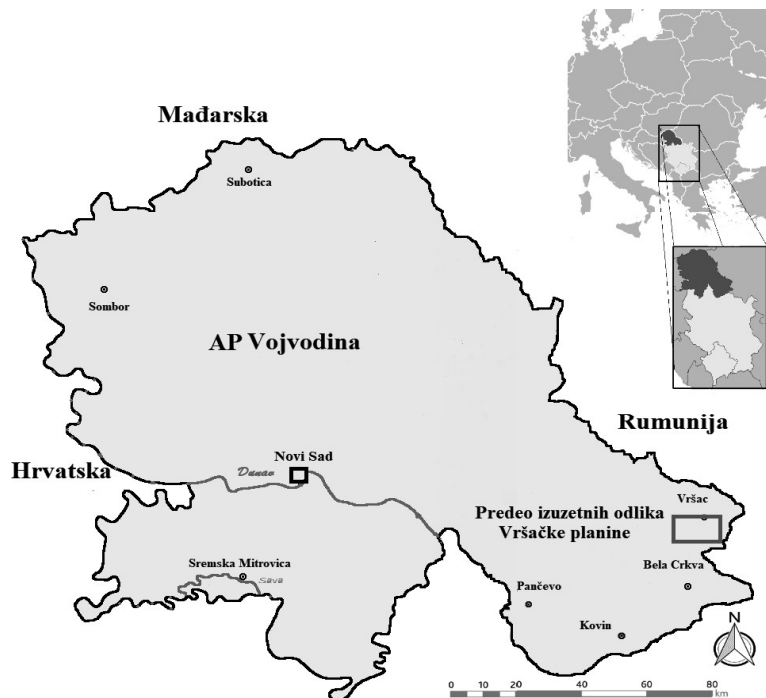 Mađarska
Subotica
Sombor
AP Vojvodina
Rumunija
Novi Sad
Hrvatska
Dunav
Vršac
Predeo izuzetnih odlika
Vršačke planine
Sremska Mitrovica
Sava
Bela Crkva
Pančevo
Kovin
N
0 10 20 40 60 80
km